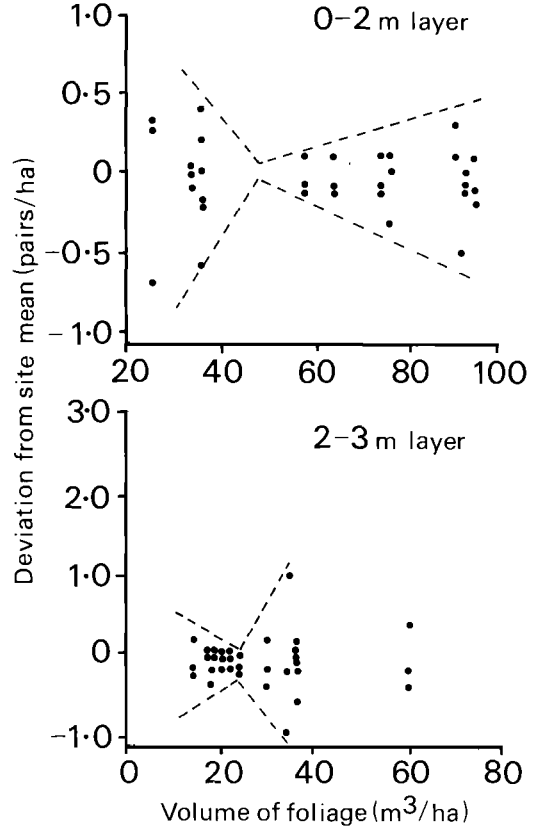 0–2 m layer
1·0
0·5
0
–0·5
–1·0
20 40 60 80 100
Deviation from site mean (pairs/ha)
2–3 m layer
3·0
2·0
1·0
0
–1·0
0 20 40 60 80
Volume of foliage (m³/ha)